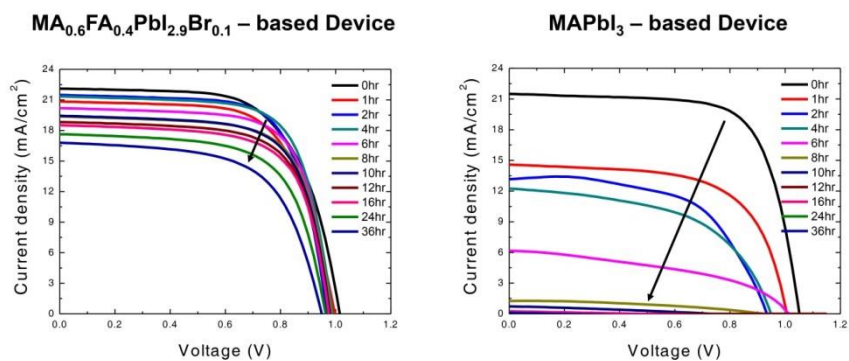 MA0.6FA0.4PbI2.9Br0.1 – based Device
MAPbI3 – based Device
24
21
18
15
12
9
6
3
0
Current density (mA/cm2)
0hr
1hr
2hr
4hr
6hr
8hr
10hr
12hr
16hr
24hr
36hr
0.0 0.2 0.4 0.6 0.8 1.0 1.2
Voltage (V)
24
21
18
15
12
9
6
3
0
Current density (mA/cm2)
0hr
1hr
2hr
4hr
6hr
8hr
10hr
12hr
16hr
24hr
36hr
0.0 0.2 0.4 0.6 0.8 1.0 1.2
Voltage (V)